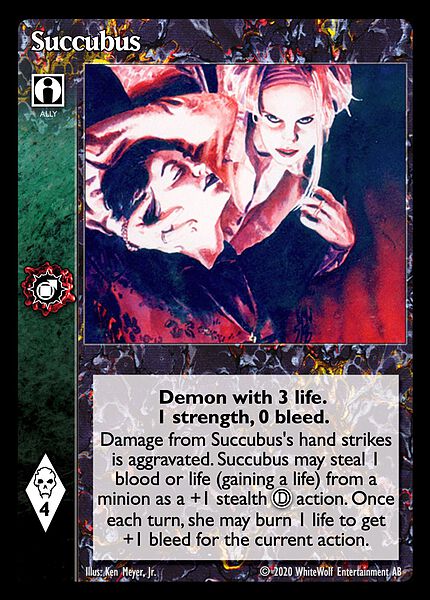 Succubus
ALLY
Demon with 3 life.
1 strength, 0 bleed.
Damage from Succubus's hand strikes
is aggravated. Succubus may steal 1
blood or life (gaining a life) from a
minion as a +1 stealth Ⓓ action. Once
each turn, she may burn 1 life to get
+1 bleed for the current action.
4
Illus: Ken Meyer, Jr.
© 2020 WhiteWolf Entertainment AB